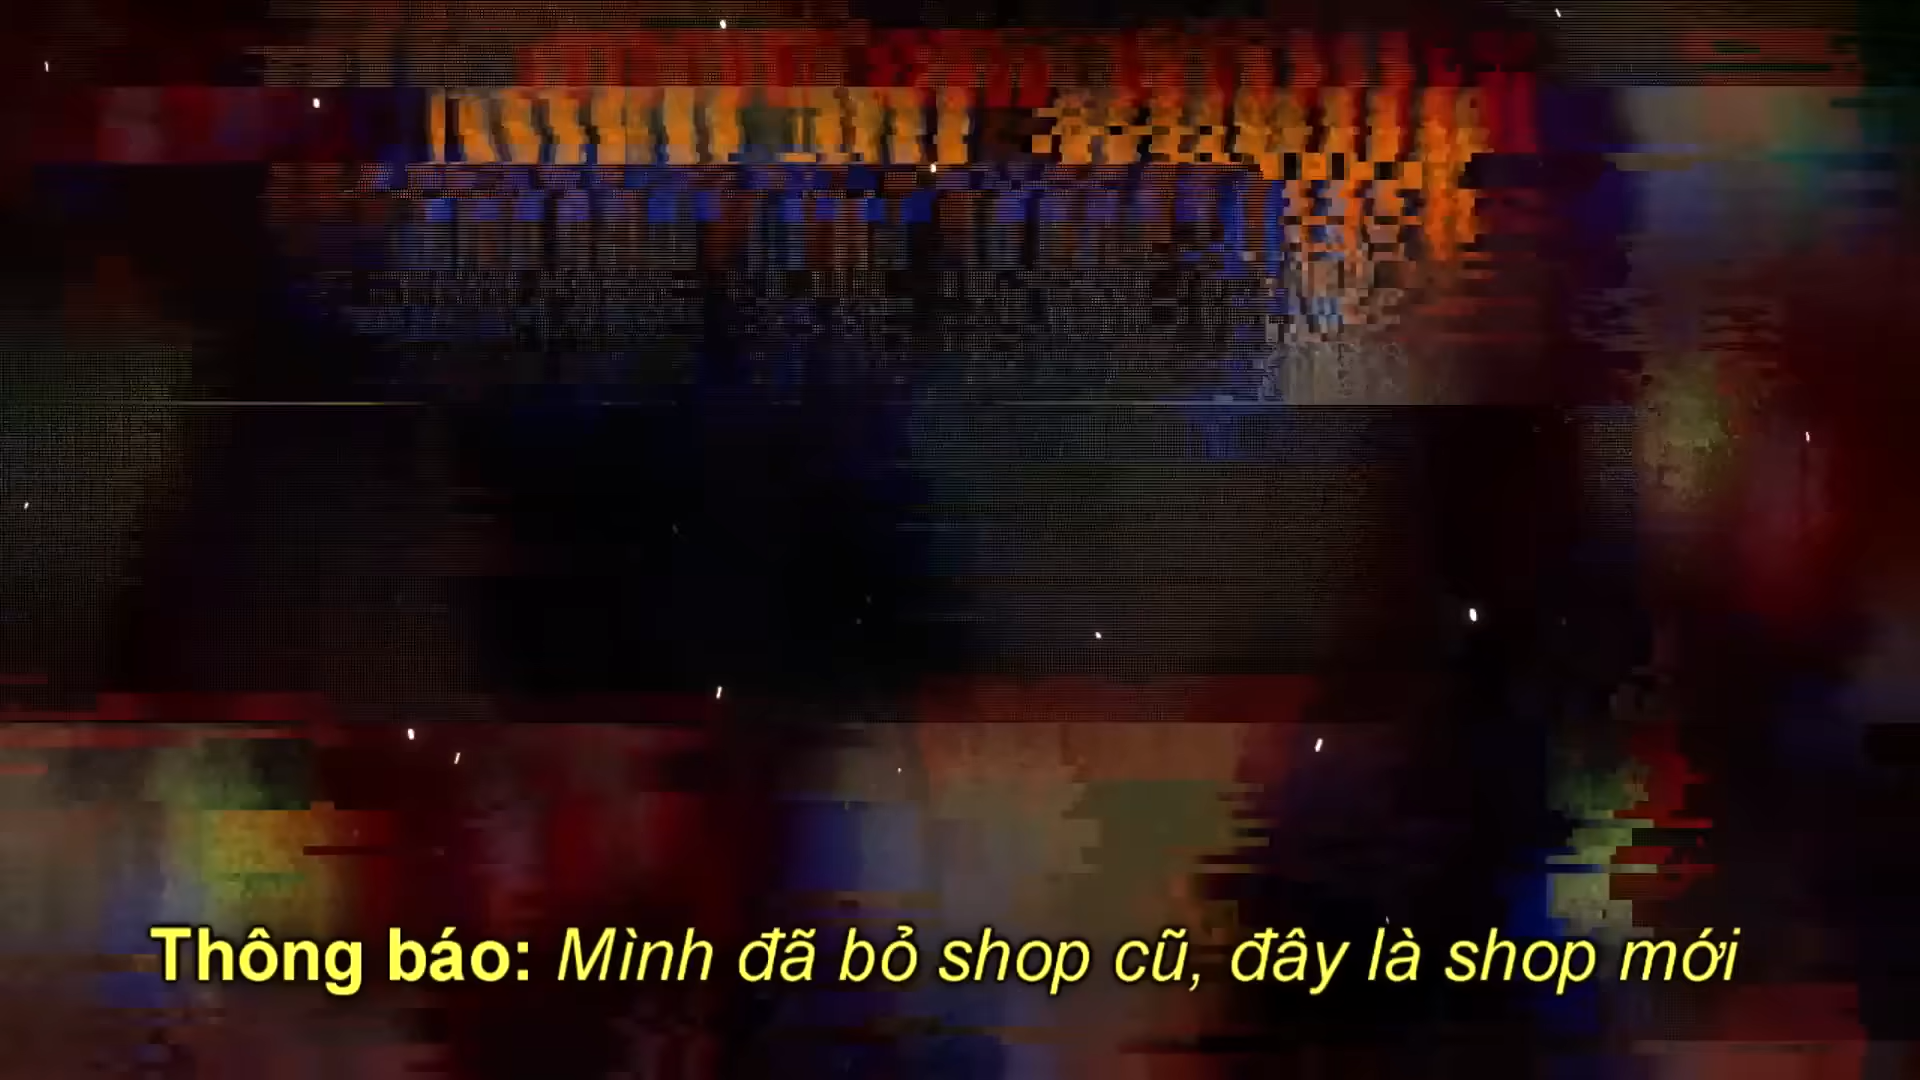 Thông báo: Mình đã bỏ shop cũ, đây là shop mới